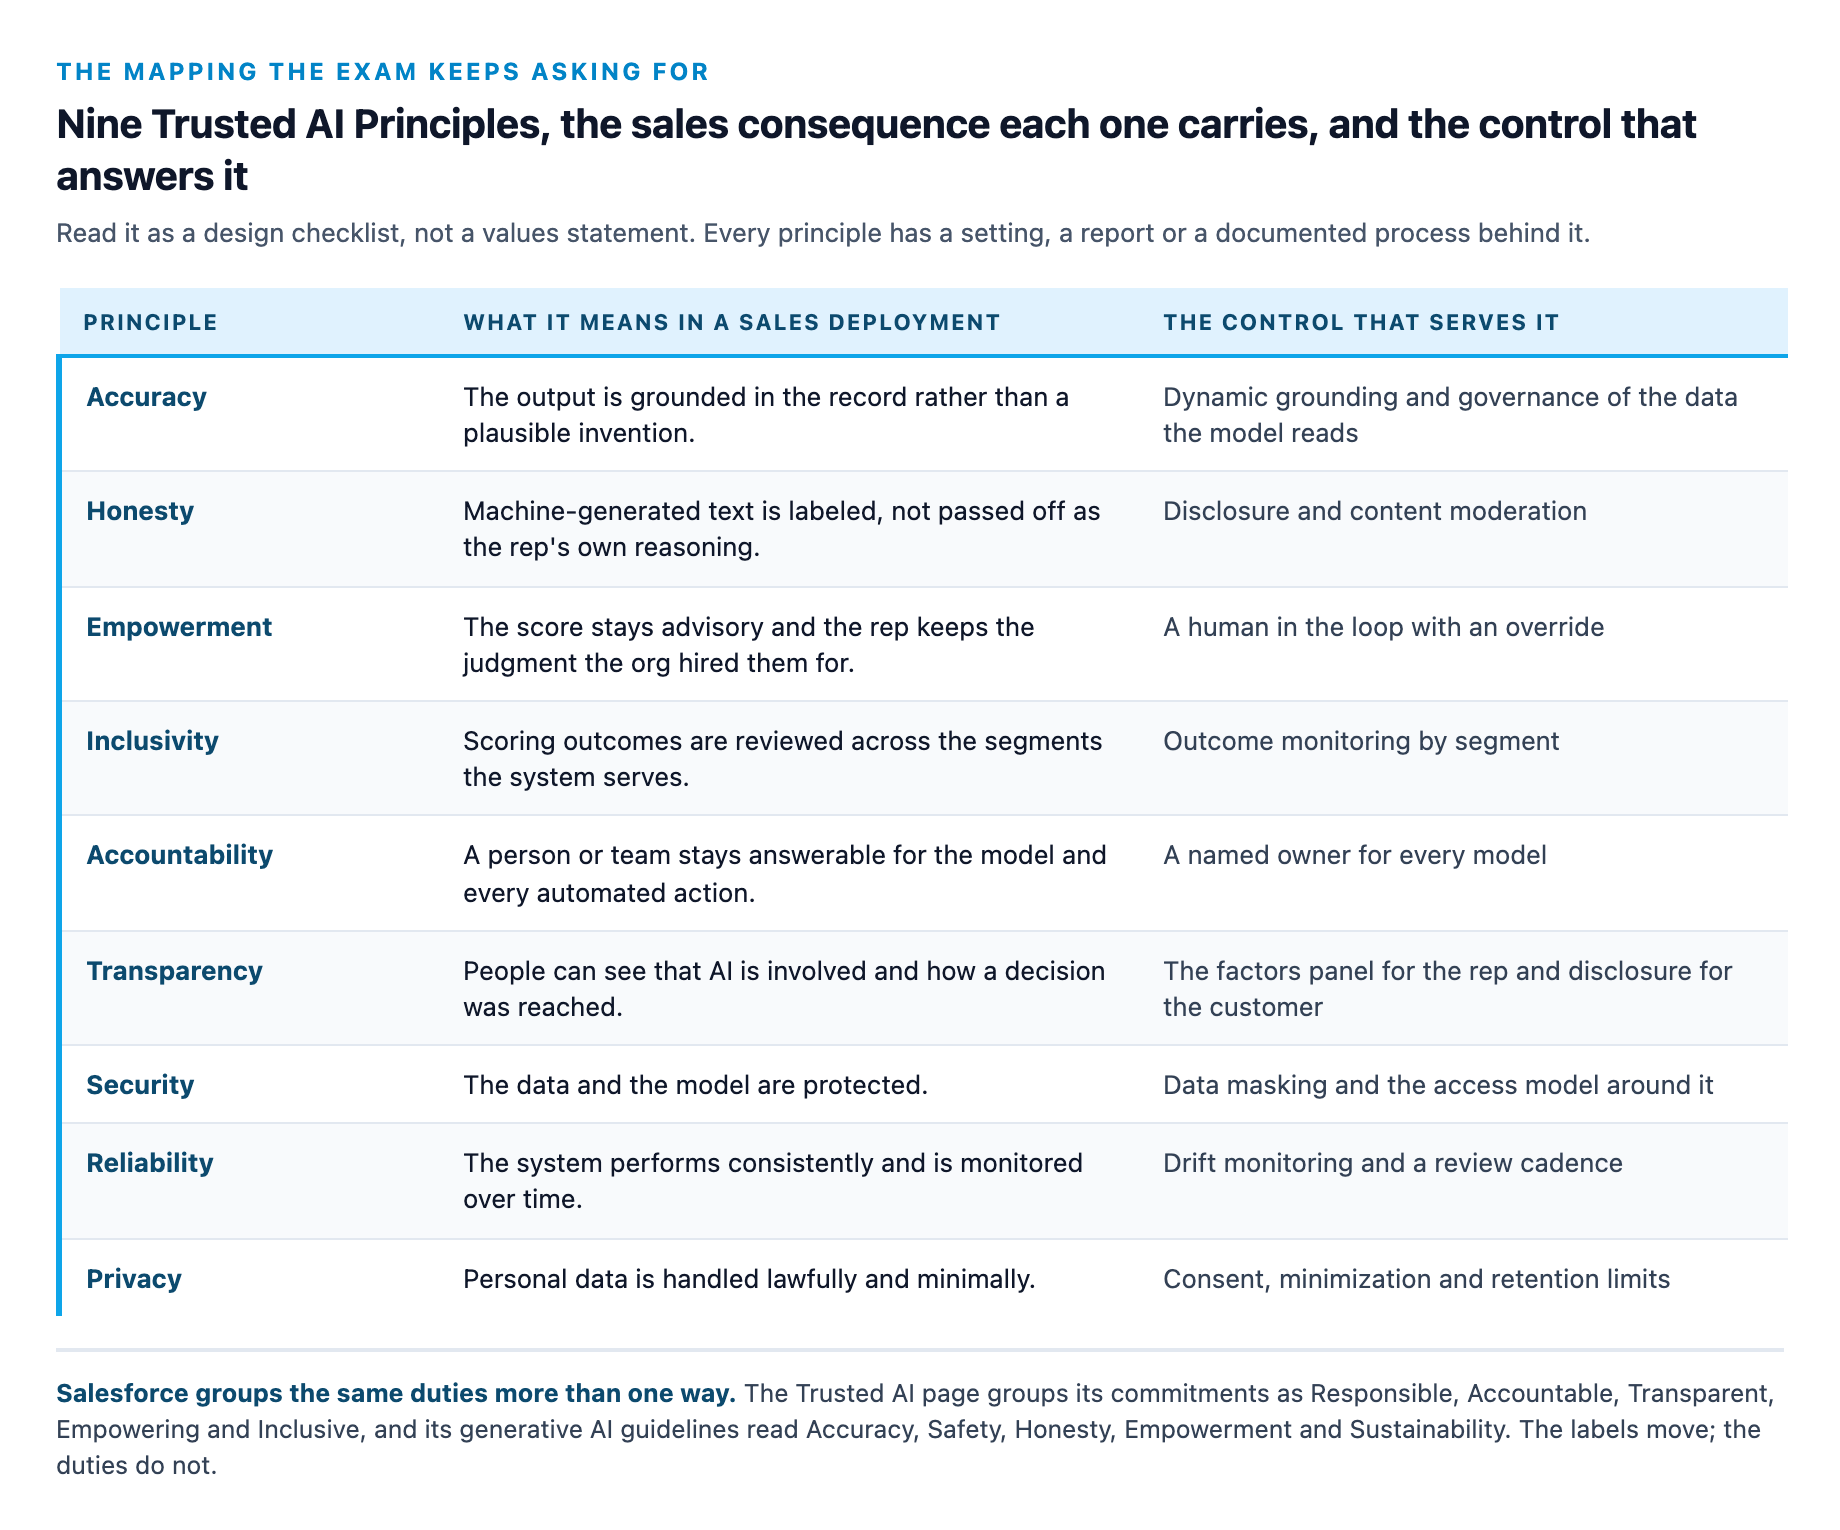 THE MAPPING THE EXAM KEEPS ASKING FOR
Nine Trusted AI Principles, the sales consequence each one carries, and the control that
answers it
Read it as a design checklist, not a values statement. Every principle has a setting, a report or a documented process behind it.
PRINCIPLE
WHAT IT MEANS IN A SALES DEPLOYMENT
THE CONTROL THAT SERVES IT
Accuracy
The output is grounded in the record rather than a
plausible invention.
Dynamic grounding and governance of the data
the model reads
Honesty
Machine-generated text is labeled, not passed off as
the rep's own reasoning.
Disclosure and content moderation
Empowerment
The score stays advisory and the rep keeps the
judgment the org hired them for.
A human in the loop with an override
Inclusivity
Scoring outcomes are reviewed across the segments
the system serves.
Outcome monitoring by segment
Accountability
A person or team stays answerable for the model and
every automated action.
A named owner for every model
Transparency
People can see that AI is involved and how a decision
was reached.
The factors panel for the rep and disclosure for
the customer
Security
The data and the model are protected.
Data masking and the access model around it
Reliability
The system performs consistently and is monitored
over time.
Drift monitoring and a review cadence
Privacy
Personal data is handled lawfully and minimally.
Consent, minimization and retention limits
Salesforce groups the same duties more than one way. The Trusted AI page groups its commitments as Responsible, Accountable, Transparent,
Empowering and Inclusive, and its generative AI guidelines read Accuracy, Safety, Honesty, Empowerment and Sustainability. The labels move; the
duties do not.